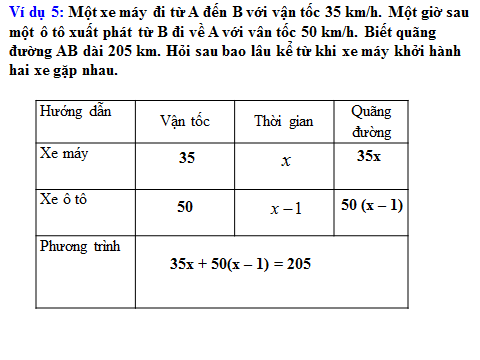 Ví dụ 5: Một xe máy đi từ A đến B với vận tốc 35 km/h. Một giờ sau
một ô tô xuất phát từ B đi về A với vân tốc 50 km/h. Biết quãng
đường AB dài 205 km. Hỏi sau bao lâu kể từ khi xe máy khởi hành
hai xe gặp nhau.
Hướng dẫn Vận tốc Thời gian Quãng đường
Xe máy 35 x 35x
Xe ô tô 50 x – 1 50 (x – 1)
Phương trình 35x + 50(x – 1) = 205